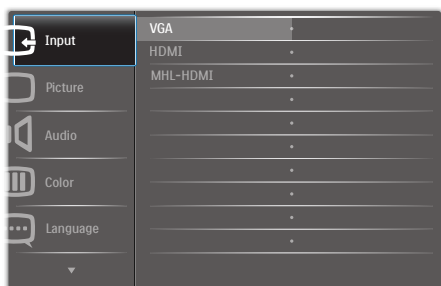 Input
Picture
Audio
Color
Language
VGA
HDMI
MHL-HDMI